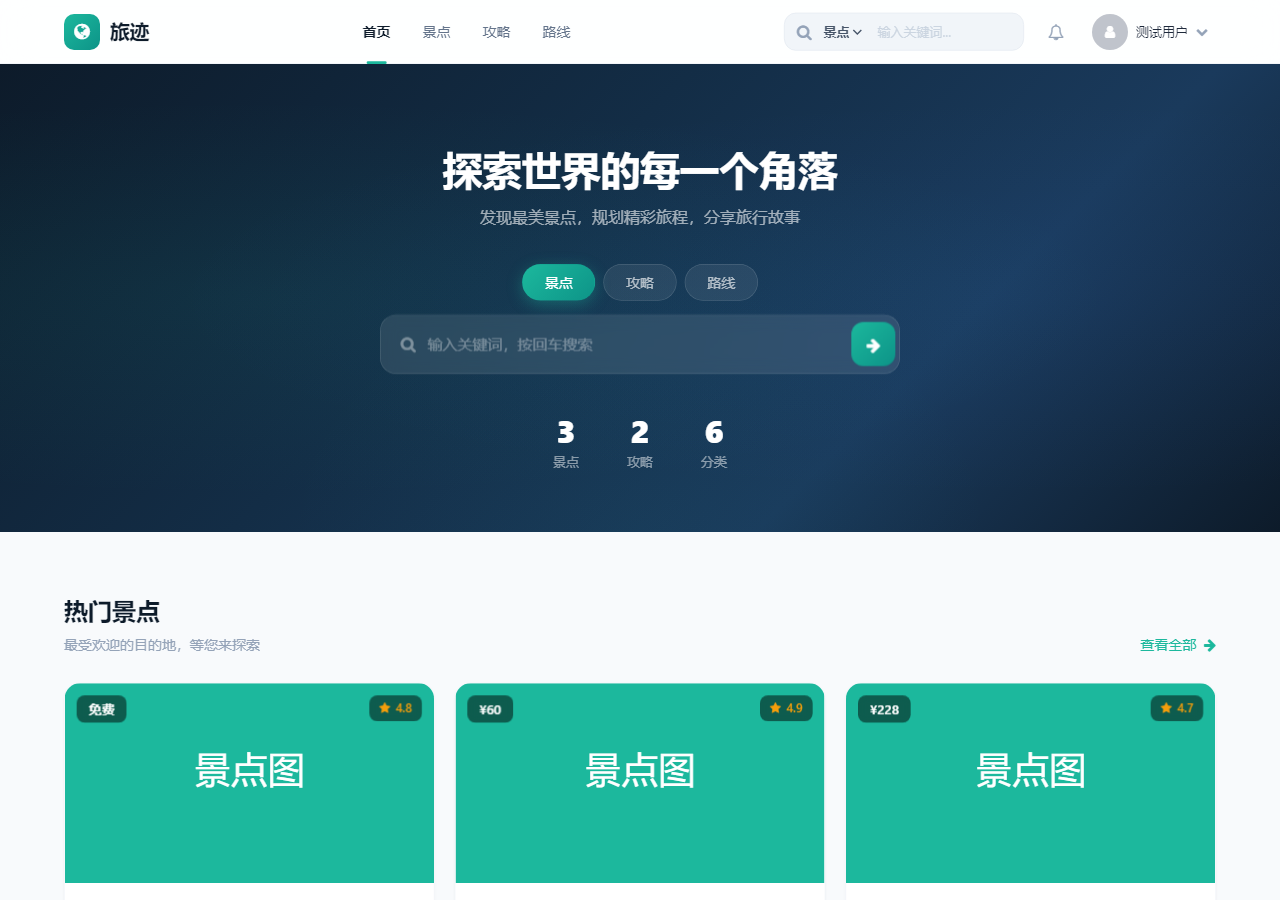 旅迹
首页 景点 攻略 路线
景点 输入关键词...
测试用户
探索世界的每一个角落
发现最美景点，规划精彩旅程，分享旅行故事
景点 攻略 路线
输入关键词，按回车搜索
3 2 6
景点 攻略 分类
热门景点
最受欢迎的目的地，等您来探索
查看全部
免费 4.8 ¥60 4.9 ¥228 4.7
景点图 景点图 景点图